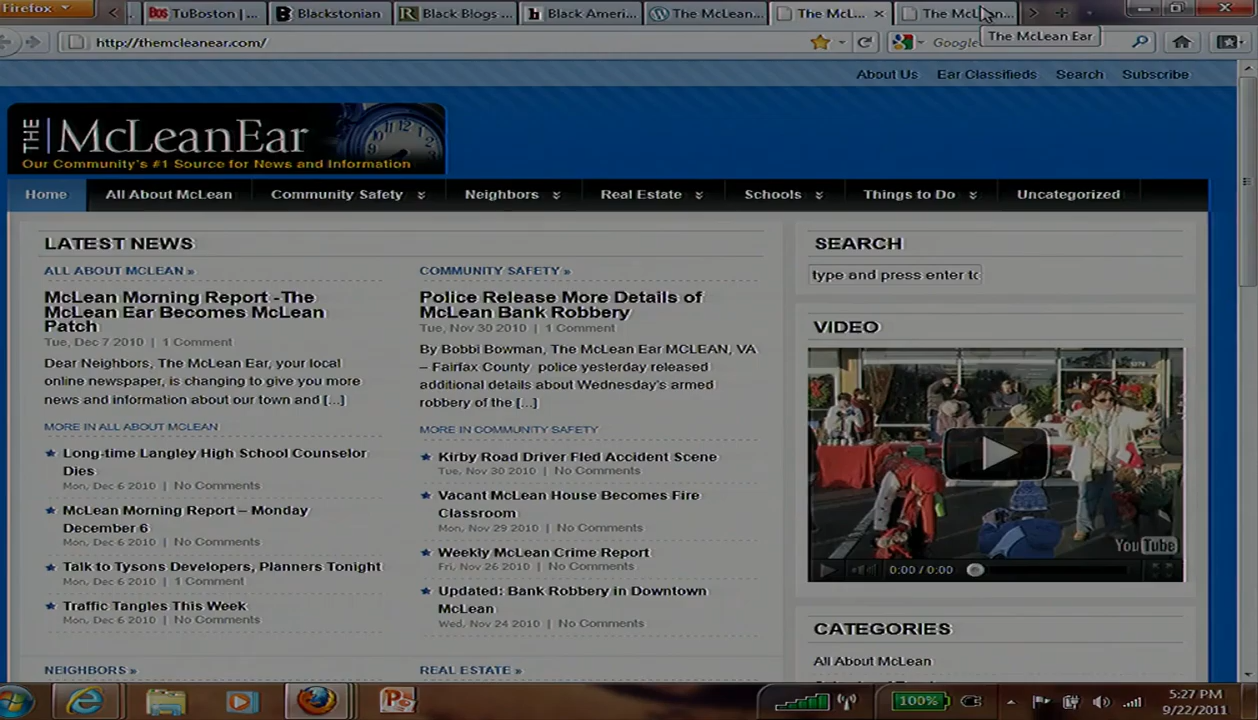 Firefox
TuBoston | ...
Blackstonian
Black Blogs ...
Black Ameri...
The McLean...
The McL...
The McLean...
http://themcleanear.com/
Google
The McLean Ear
About Us Ear Classifieds Search Subscribe
THE McLeanEar
Our Community's #1 Source for News and Information
Home All About McLean Community Safety Neighbors Real Estate Schools Things to Do Uncategorized
LATEST NEWS
ALL ABOUT MCLEAN »
McLean Morning Report -The
McLean Ear Becomes McLean
Patch
Tue, Dec 7 2010 | 1 Comment
Dear Neighbors, The McLean Ear, your local
online newspaper, is changing to give you more
news and information about our town and [...]
MORE IN ALL ABOUT MCLEAN
Long-time Langley High School Counselor
Dies
Mon, Dec 6 2010 | No Comments
McLean Morning Report – Monday
December 6
Mon, Dec 6 2010 | No Comments
Talk to Tysons Developers, Planners Tonight
Mon, Dec 6 2010 | 1 Comment
Traffic Tangles This Week
Mon, Dec 6 2010 | No Comments
NEIGHBORS »
COMMUNITY SAFETY »
Police Release More Details of
McLean Bank Robbery
Tue, Nov 30 2010 | 1 Comment
By Bobbi Bowman, The McLean Ear MCLEAN, VA
– Fairfax County police yesterday released
additional details about Wednesday's armed
robbery of the [...]
MORE IN COMMUNITY SAFETY
Kirby Road Driver Fled Accident Scene
Tue, Nov 30 2010 | No Comments
Vacant McLean House Becomes Fire
Classroom
Mon, Nov 29 2010 | No Comments
Weekly McLean Crime Report
Fri, Nov 26 2010 | No Comments
Updated: Bank Robbery in Downtown
McLean
Wed, Nov 24 2010 | No Comments
REAL ESTATE »
SEARCH
type and press enter to
VIDEO
YouTube
0:00 / 0:00
CATEGORIES
All About McLean
100%
5:27 PM
9/22/2011